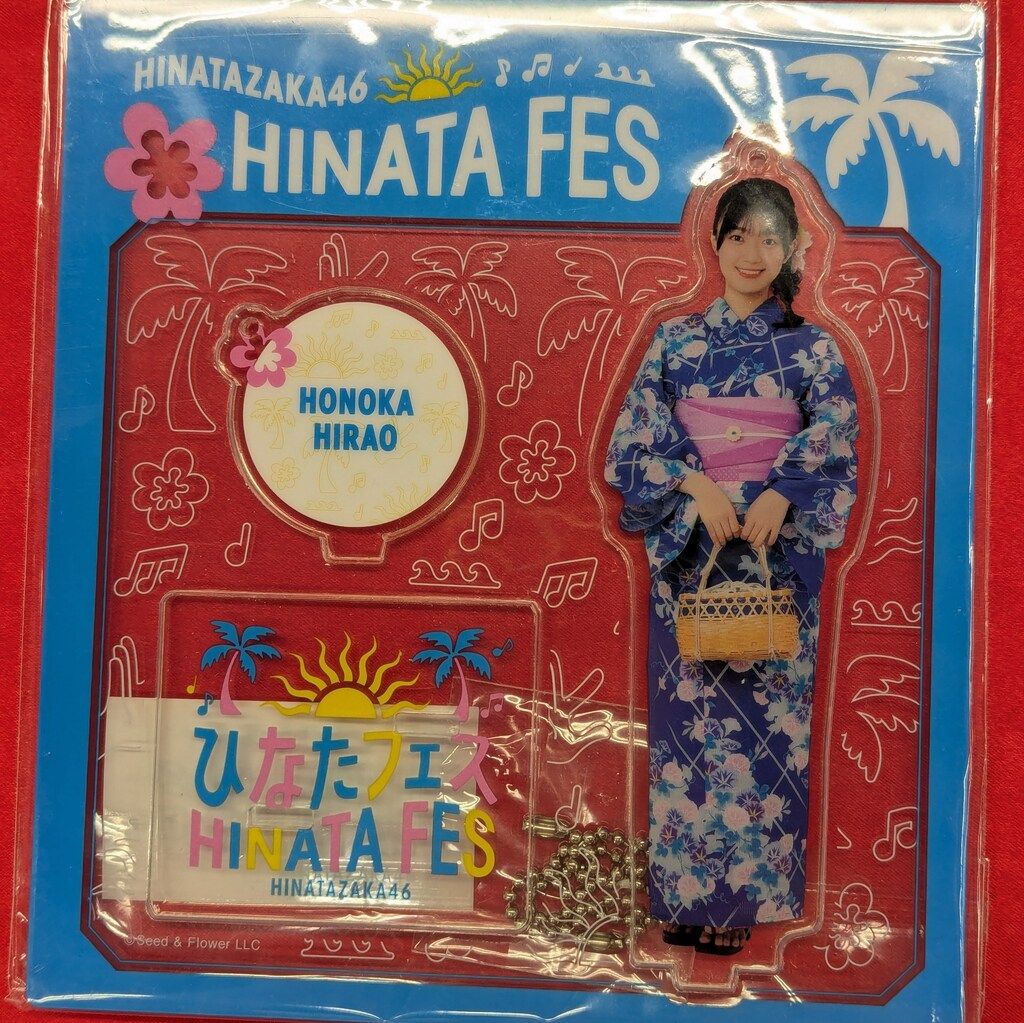 HINATAZAKA46
HINATA FES
HONOKA
HIRAO
ひなたフェス
HINATA FES
HINATAZAKA46
©Seed & Flower LLC